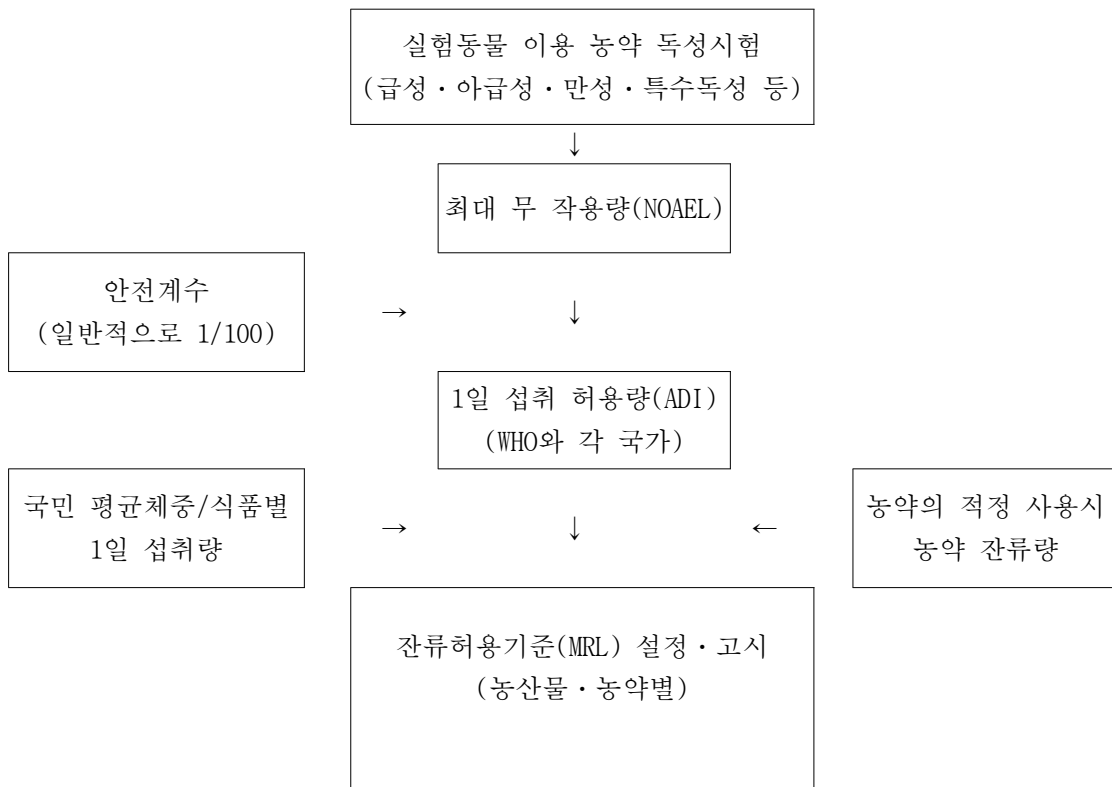 실험동물 이용 농약 독성시험
(급성·아급성·만성·특수독성 등)
↓
최대 무 작용량(NOAEL)
안전계수
(일반적으로 1/100)
→
↓
1일 섭취 허용량(ADI)
(WHO와 각 국가)
국민 평균체중/식품별
1일 섭취량
→
↓
←
농약의 적정 사용시
농약 잔류량
잔류허용기준(MRL) 설정·고시
(농산물·농약별)